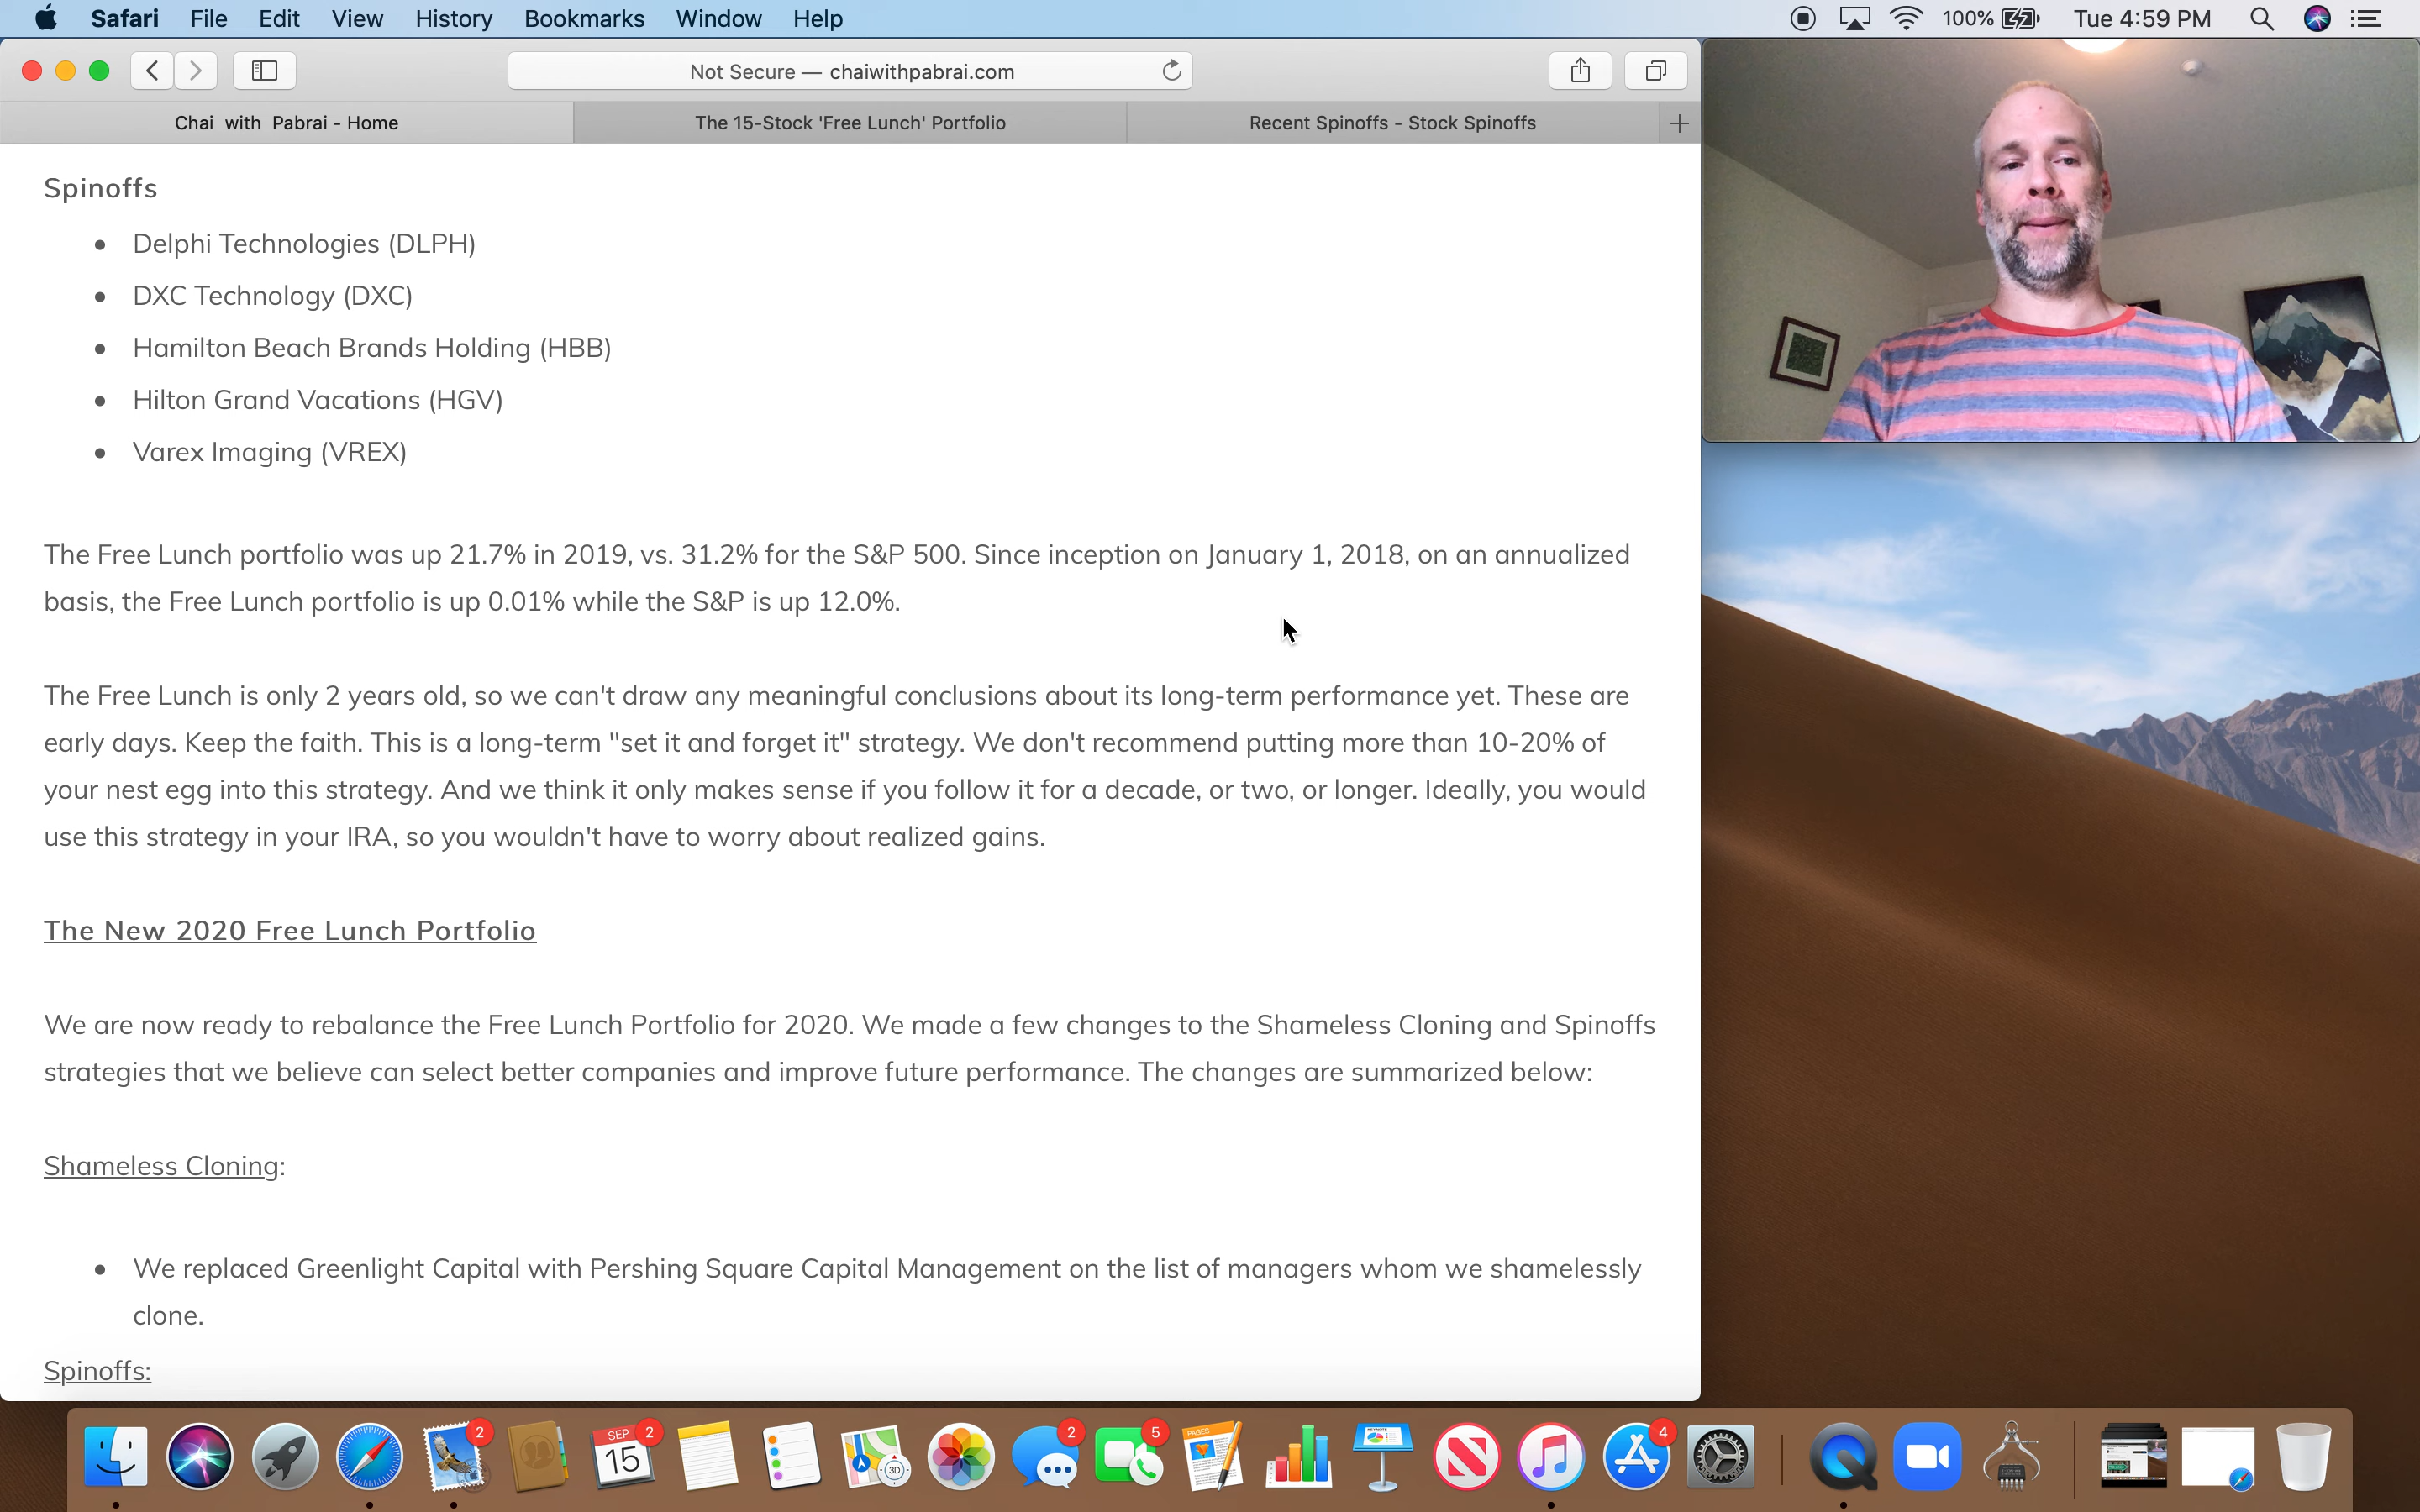 Safari File Edit View History Bookmarks Window Help 100% Tue 4:59 PM
Not Secure — chaiwithpabrai.com
Chai with Pabrai - Home The 15-Stock 'Free Lunch' Portfolio Recent Spinoffs - Stock Spinoffs
Spinoffs
• Delphi Technologies (DLPH)
• DXC Technology (DXC)
• Hamilton Beach Brands Holding (HBB)
• Hilton Grand Vacations (HGV)
• Varex Imaging (VREX)
The Free Lunch portfolio was up 21.7% in 2019, vs. 31.2% for the S&P 500. Since inception on January 1, 2018, on an annualized
basis, the Free Lunch portfolio is up 0.01% while the S&P is up 12.0%.
The Free Lunch is only 2 years old, so we can't draw any meaningful conclusions about its long-term performance yet. These are
early days. Keep the faith. This is a long-term "set it and forget it" strategy. We don't recommend putting more than 10-20% of
your nest egg into this strategy. And we think it only makes sense if you follow it for a decade, or two, or longer. Ideally, you would
use this strategy in your IRA, so you wouldn't have to worry about realized gains.
The New 2020 Free Lunch Portfolio
We are now ready to rebalance the Free Lunch Portfolio for 2020. We made a few changes to the Shameless Cloning and Spinoffs
strategies that we believe can select better companies and improve future performance. The changes are summarized below:
Shameless Cloning:
• We replaced Greenlight Capital with Pershing Square Capital Management on the list of managers whom we shamelessly
clone.
Spinoffs:
2 SEP 2 15 3D 2 5 PAGES 4